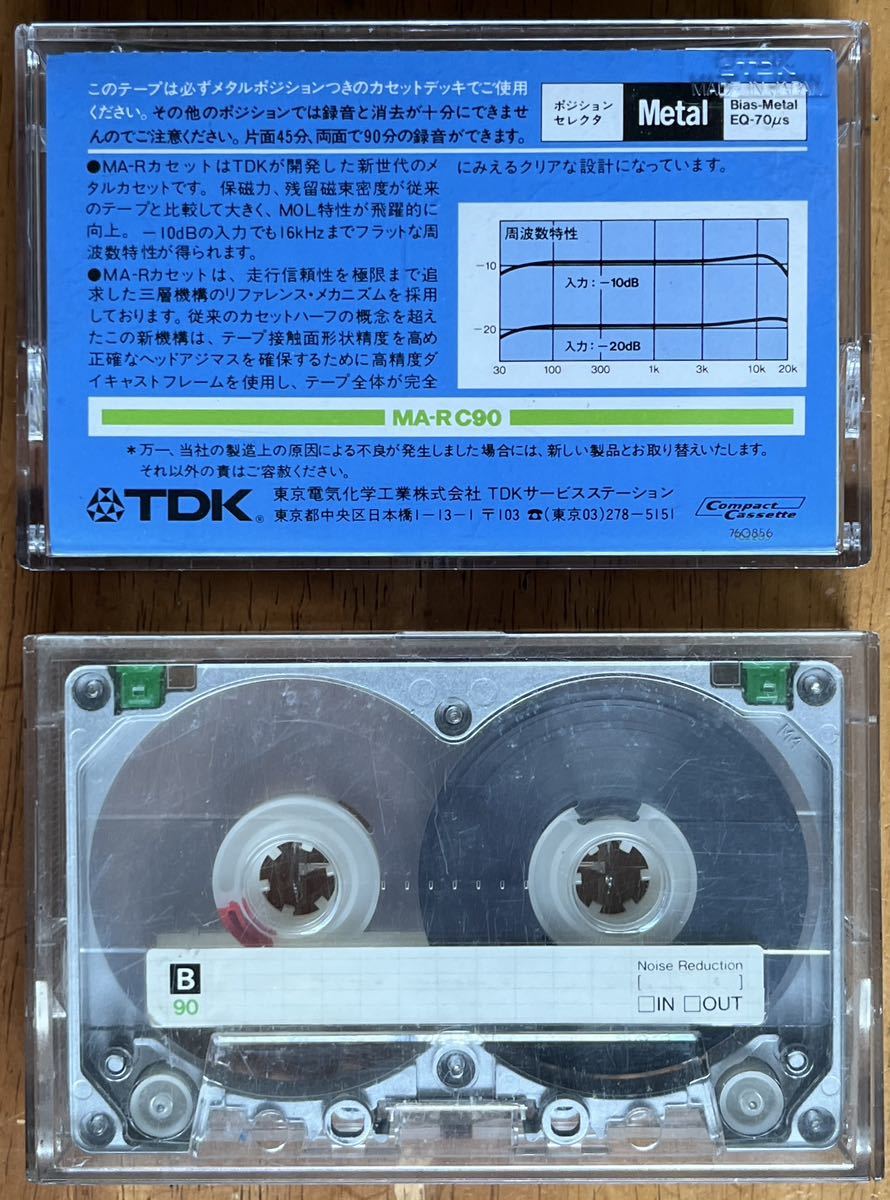 TDK
MADE IN JAPAN
このテープは必ずメタルポジションつきのカセットデッキでご使用
ください。その他のポジションでは録音と消去が十分にできませ
んのでご注意ください。片面45分、両面で90分の録音ができます。
ポジション
セレクタ
Metal
Bias-Metal
EQ-70μs
●MA-RカセットはTDKが開発した新世代のメ
タルカセットです。保磁力、残留磁束密度が従来
のテープと比較して大きく、MOL特性が飛躍的に
向上。−10dBの入力でも16kHzまでフラットな周
波数特性が得られます。
●MA-Rカセットは、走行信頼性を極限まで追
求した三層機構のリファレンス・メカニズムを採用
しております。従来のカセットハーフの概念を超え
たこの新機構は、テープ接触面形状精度を高め
正確なヘッドアジマスを確保するために高精度ダ
イキャストフレームを使用し、テープ全体が完全
にみえるクリアな設計になっています。
周波数特性
−10
入力：−10dB
−20
入力：−20dB
30 100 300 1k 3k 10k 20k
MA-R C90
＊万一、当社の製造上の原因による不良が発生しました場合には、新しい製品とお取り替えいたします。
それ以外の責はご容赦ください。
TDK®
東京電気化学工業株式会社 TDKサービスステーション
東京都中央区日本橋1-13-1 〒103 ☎(東京03)278-5151
Compact
Cassette
760856
B
90
Noise Reduction
[ ]
□IN □OUT